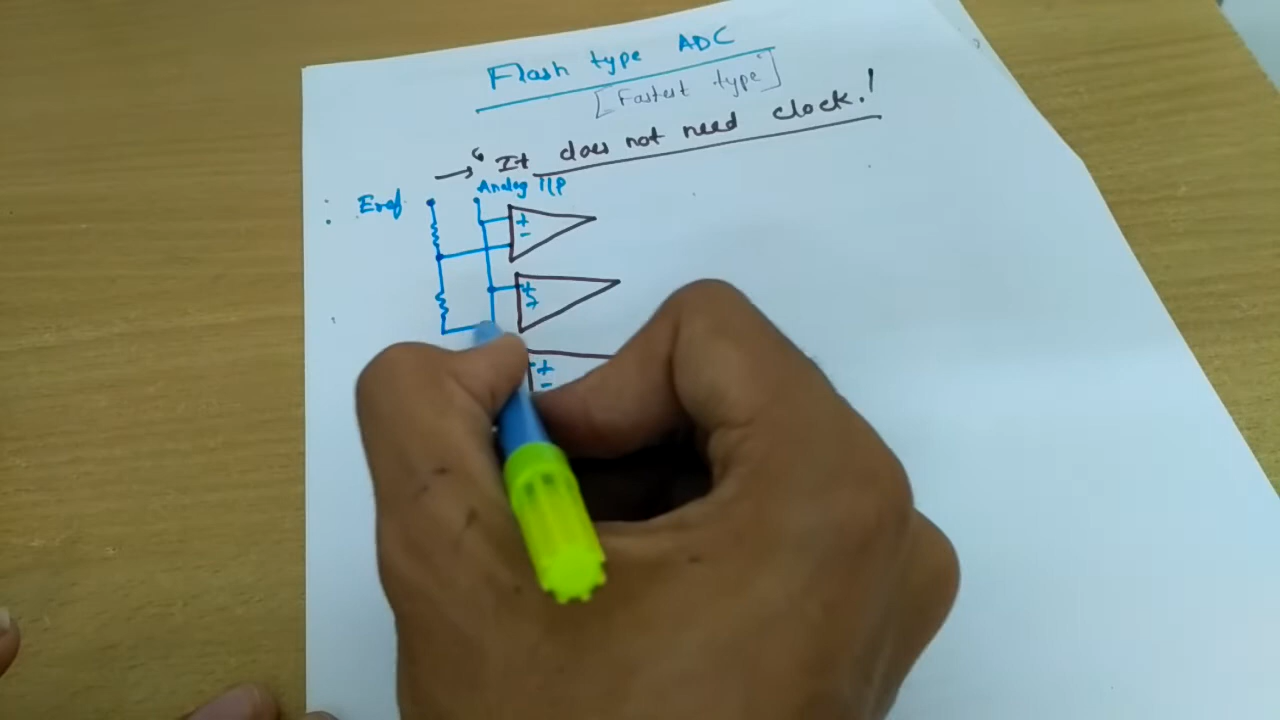 Flash type ADC
[Fastest type]
→ It does not need clock.!
Analog I/P
: Eref
+
-
+
+
-